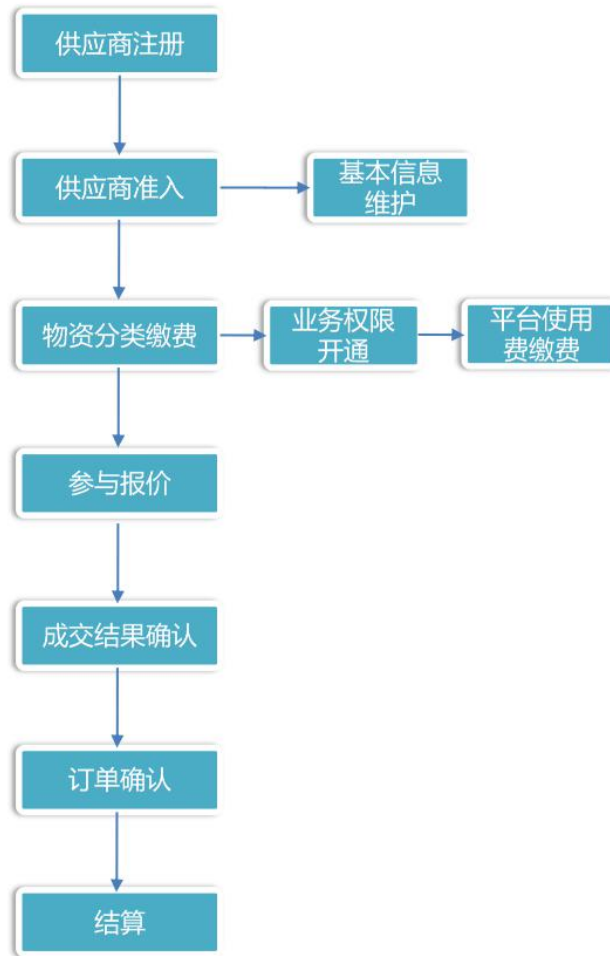 供应商注册
供应商准入
基本信息
维护
物资分类缴费
业务权限
开通
平台使用
费缴费
参与报价
成交结果确认
订单确认
结算